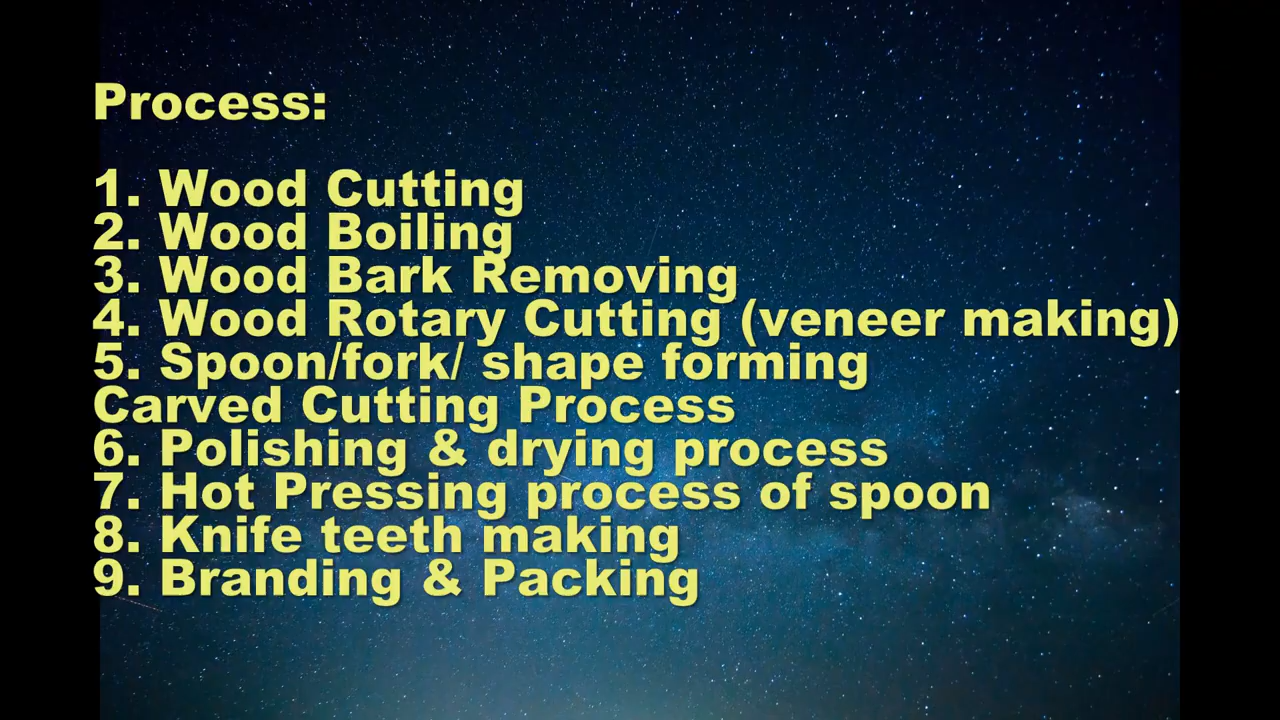 Process:
1. Wood Cutting
2. Wood Boiling
3. Wood Bark Removing
4. Wood Rotary Cutting (veneer making)
5. Spoon/fork/ shape forming
Carved Cutting Process
6. Polishing & drying process
7. Hot Pressing process of spoon
8. Knife teeth making
9. Branding & Packing